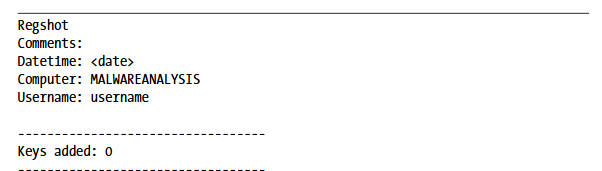 Regshot
Comments:
Datetime: <date>
Computer: MALWAREANALYSIS
Username: username
----------------------------------
Keys added: 0
----------------------------------